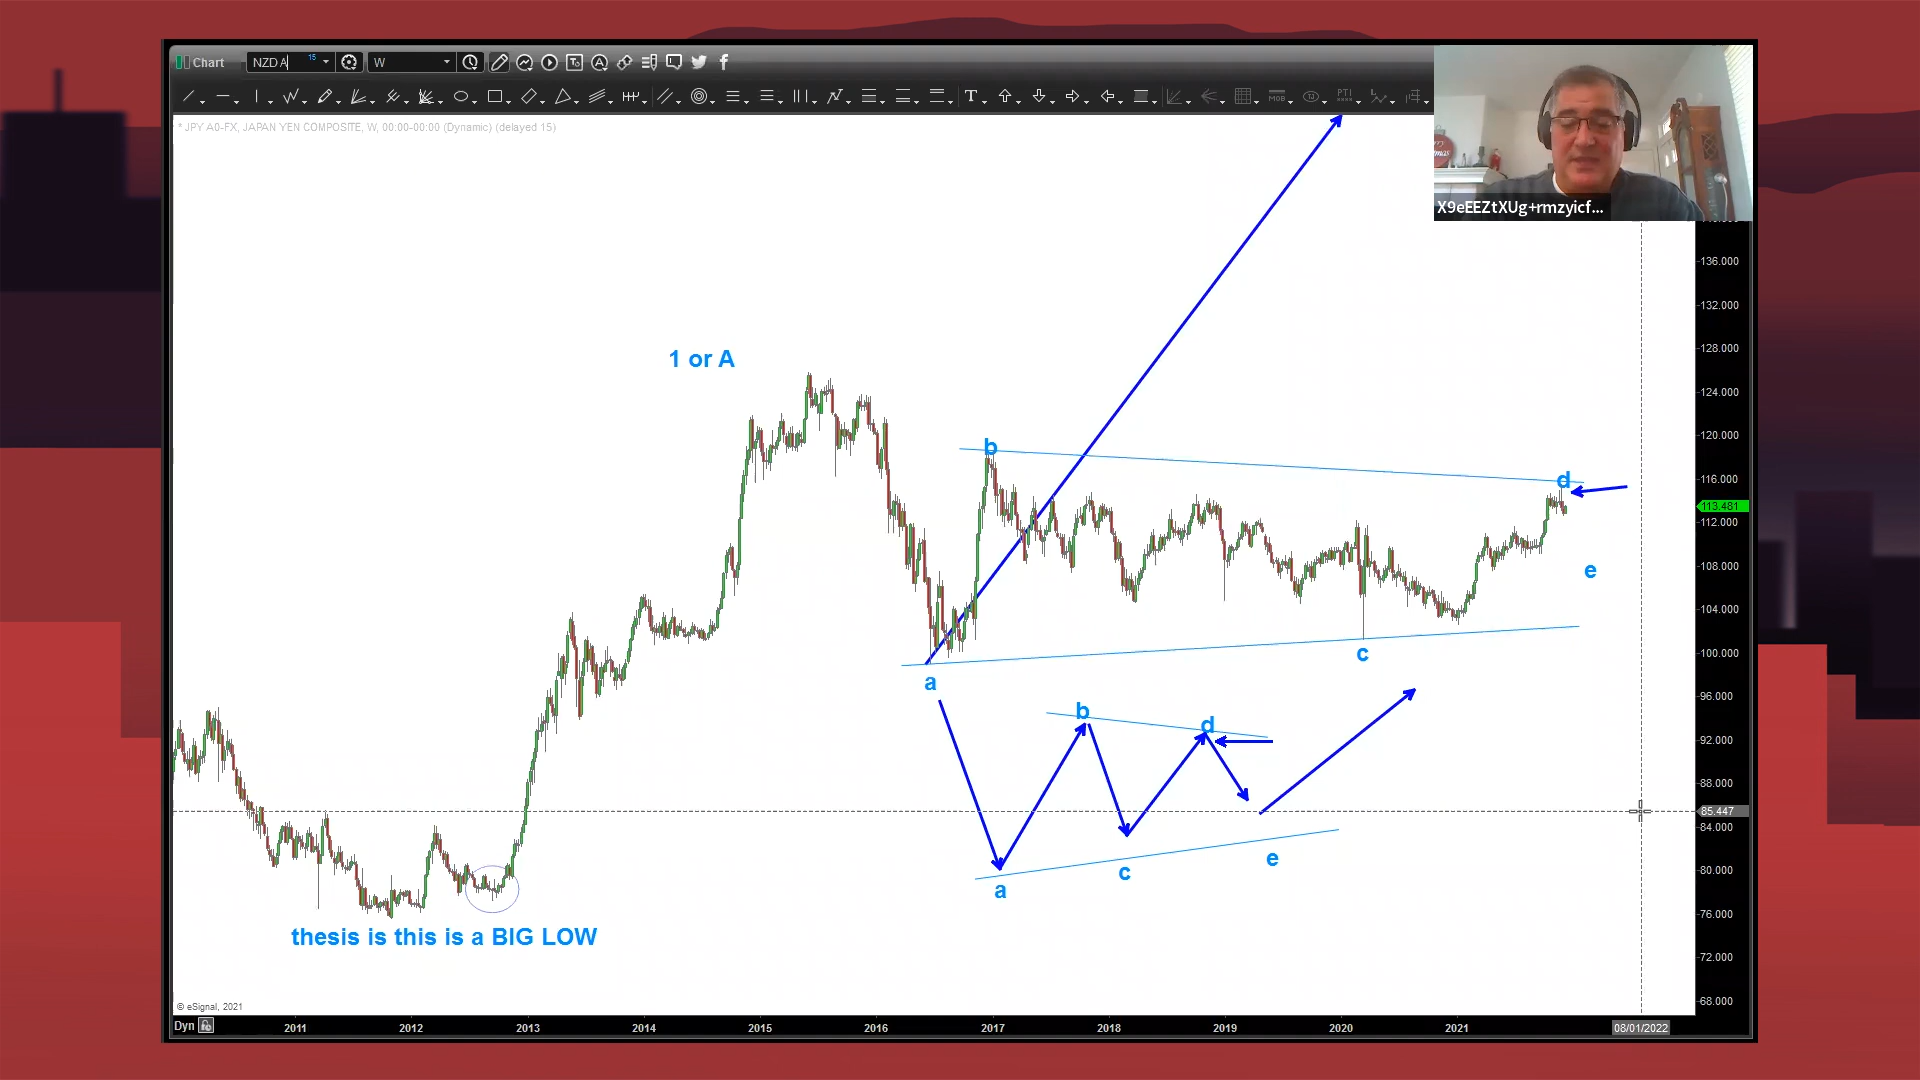 Chart
NZD A
15
W
* JPY A0-FX, JAPAN YEN COMPOSITE, W, 00:00-00:00 (Dynamic) (delayed 15)
X9eEEZtXUg+rmzyicf...
136.000
132.000
128.000
1 or A
124.000
120.000
b
116.000
d
113.481
112.000
108.000
e
104.000
100.000
c
a
96.000
b
d
92.000
88.000
85.447
84.000
e
80.000
c
a
76.000
thesis is this is a BIG LOW
72.000
68.000
© eSignal, 2021
Dyn
2011 2012 2013 2014 2015 2016 2017 2018 2019 2020 2021 08/01/2022